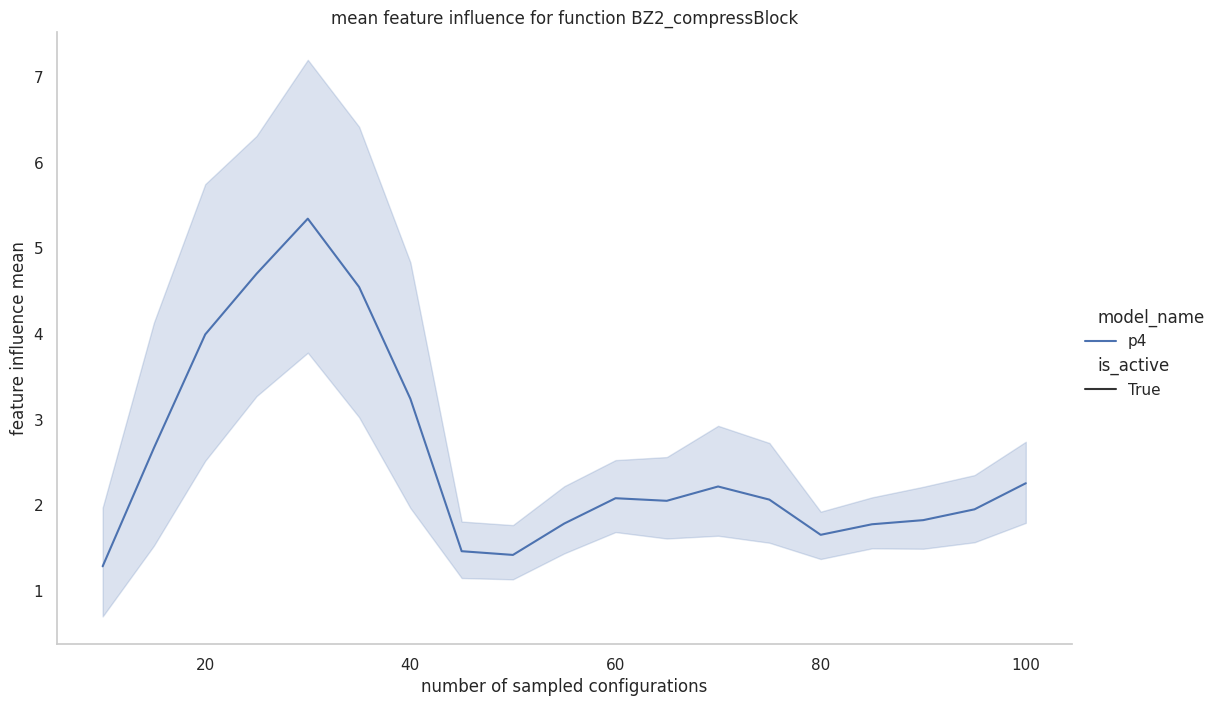 mean feature influence for function BZ2_compressBlock
feature influence mean
7
6
5
4
3
2
1
20
40
60
80
100
number of sampled configurations
model_name
p4
is_active
True